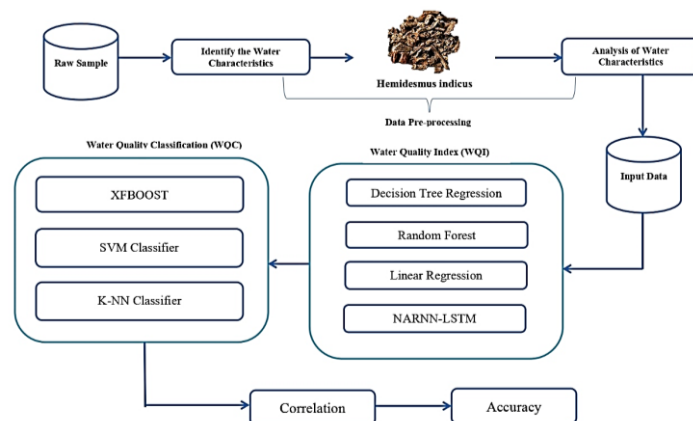 Raw Sample
Identify the Water
Characteristics
Hemidesmus indicus
Analysis of Water
Characteristics
Data Pre-processing
Input Data
Water Quality Index (WQI)
Decision Tree Regression
Random Forest
Linear Regression
NARNN-LSTM
Water Quality Classification (WQC)
XFBOOST
SVM Classifier
K-NN Classifier
Correlation
Accuracy